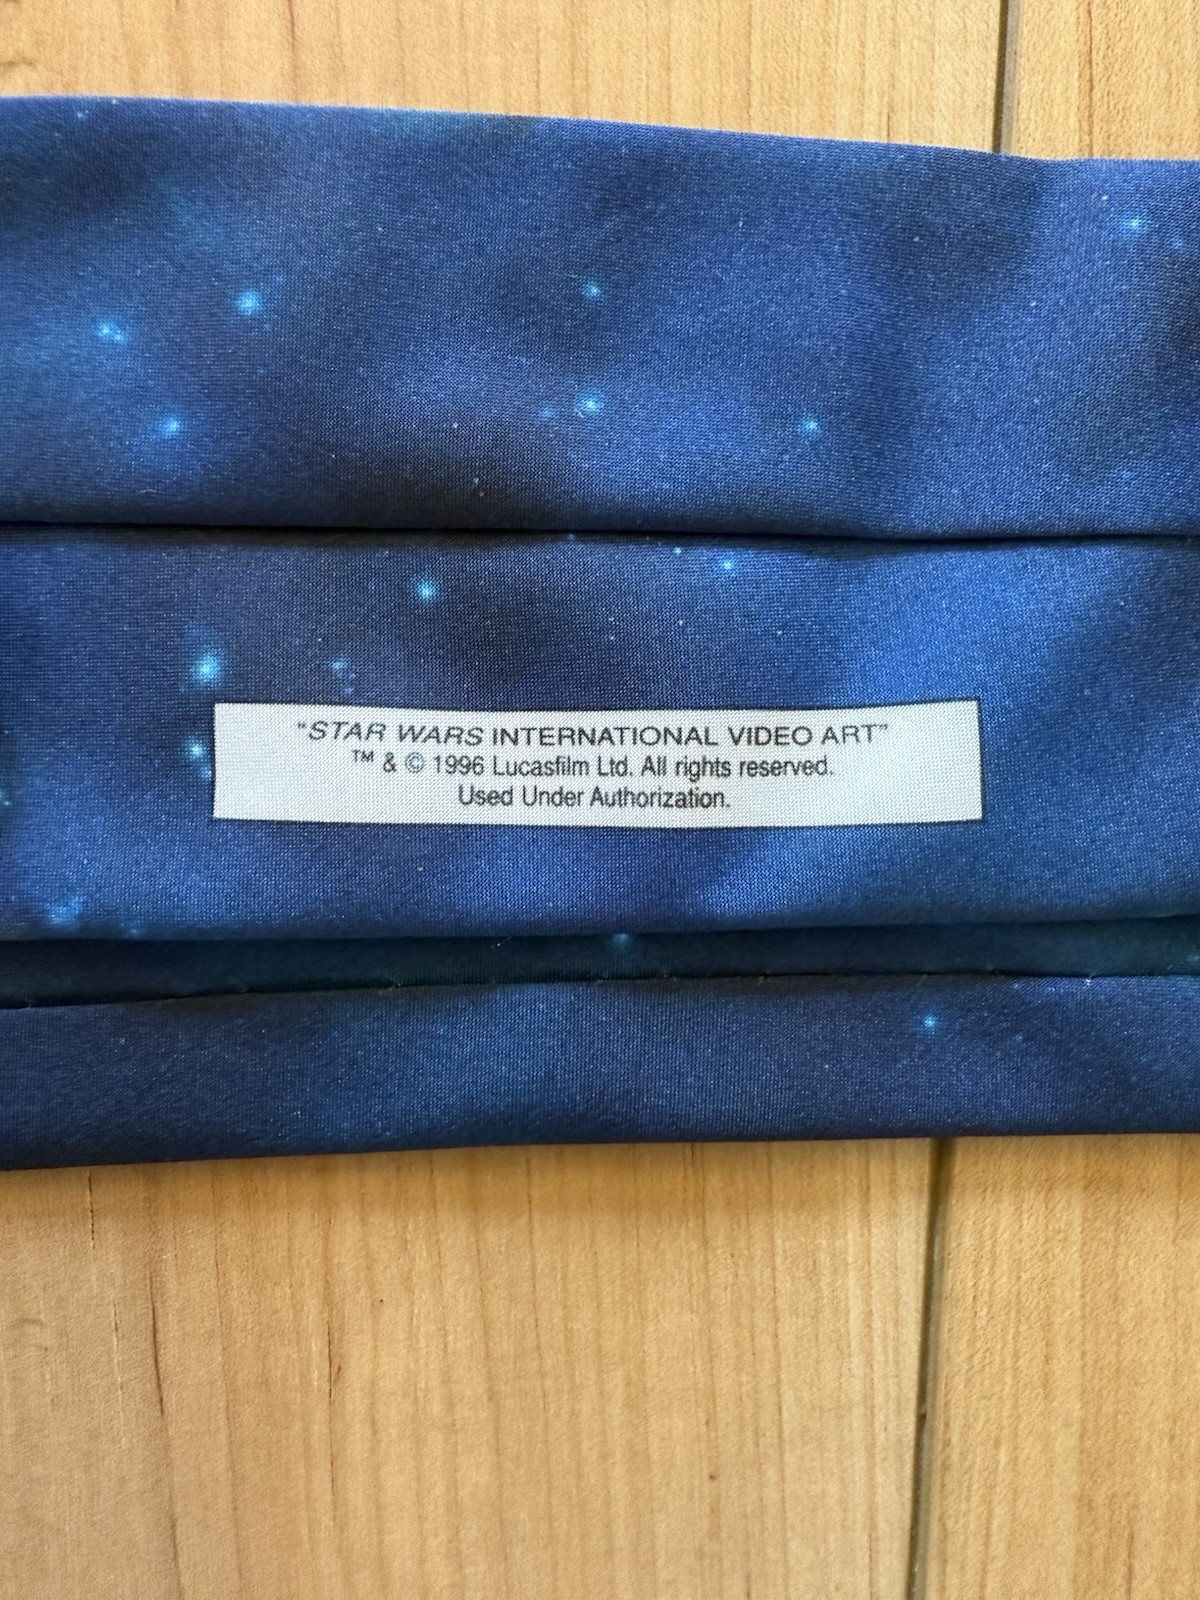 "STAR WARS INTERNATIONAL VIDEO ART"
™ & © 1996 Lucasfilm Ltd. All rights reserved.
Used Under Authorization.